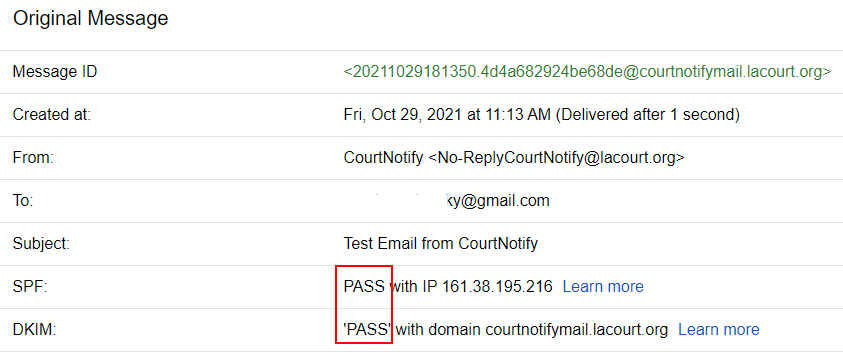 Original Message
Message ID <20211029181350.4d4a682924be68de@courtnotifymail.lacourt.org>
Created at: Fri, Oct 29, 2021 at 11:13 AM (Delivered after 1 second)
From: CourtNotify <No-ReplyCourtNotify@lacourt.org>
To: ky@gmail.com
Subject: Test Email from CourtNotify
SPF: PASS with IP 161.38.195.216 Learn more
DKIM: 'PASS' with domain courtnotifymail.lacourt.org Learn more